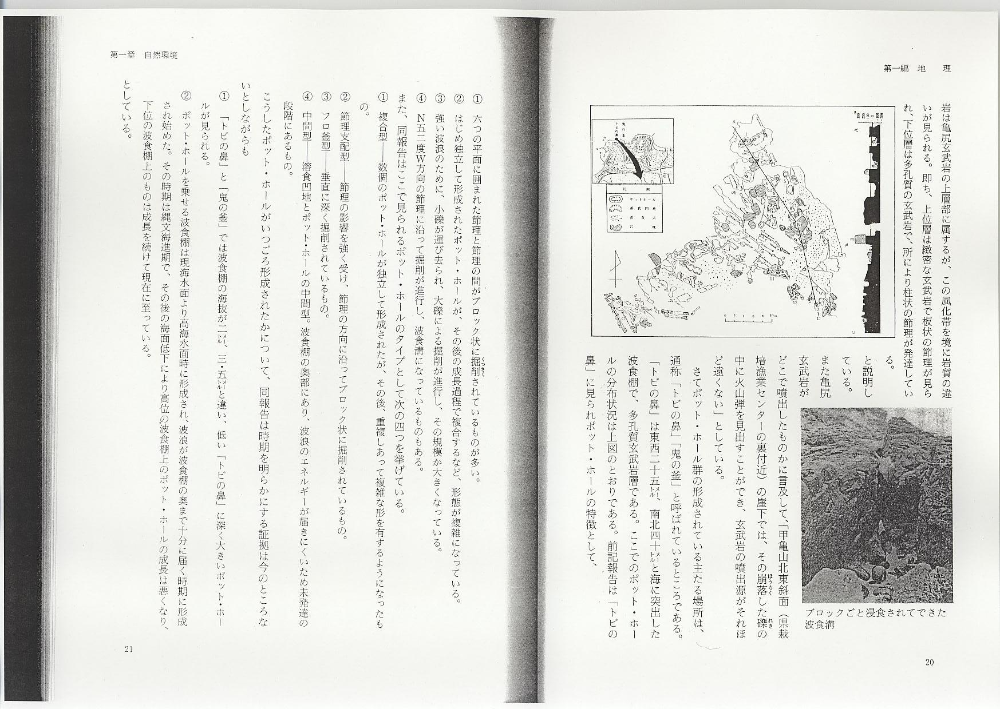 第一編　地　理
岩は亀尻玄武岩の上層部に属するが、この風化帯を境に岩質の違
いが見られる。即ち、上位層は緻密な玄武岩で板状の節理が見ら
れ、下位層は多孔質の玄武岩で、所により柱状の節理が発達してい
る。
と説明し
ている。
また亀尻
玄武岩が
どこで噴出したものかに言及して、「甲亀山北東斜面（県栽
培漁業センターの裏付近）の崖下では、その崩落した礫の
ほうらく
れき
中に火山弾を見出すことができ、玄武岩の噴出源がそれほ
ど遠くない」としている。
さてポット・ホール群の形成されている主たる場所は、
通称「トビの鼻」「鬼の釜」と呼ばれているところである。
「トビの鼻」は東西二十五メートル、南北四十メートルと海に突出した
波食棚で、多孔質玄武岩層である。ここでのポット・ホー
ルの分布状況は上図のとおりである。前記報告は「トビの
鼻」に見られポット・ホールの特徴として、
ブロックごと浸食されてできた
波食溝
凡　例
ポットホール
溶食凹地
溶食穴
岩塊
鬼の釜
トビの鼻
A
B
C
0 2 4 6 8 10m
20
第一章　自然環境
①　六つの平面に囲まれた節理と節理の間がブロック状に掘削されているものが多い。
くっさく
②　はじめ独立して形成されたポット・ホールが、その後の成長過程で複合するなど、形態が複雑になっている。
③　強い波浪のために、小礫が運び去られ、大礫による掘削が進行し、その規模か大きくなっている。
④　N五二度W方向の節理に沿って掘削が進行し、波食溝になっているものもある。
また、同報告はここで見られるポット・ホールのタイプとして次の四つを挙げている。
①　複合型――数個のポット・ホールが独立して形成されたが、その後、重複しあって複雑な形を有するようになったも
の。
②　節理支配型――節理の影響を強く受け、節理の方向に沿ってブロック状に掘削されているもの。
③　フロ釜型――垂直に深く掘削されているもの。
④　中間型――溶食凹地とポット・ホールの中間型。波食棚の奥部にあり、波浪のエネルギーが届きにくいため未発達の
段階にあるもの。
こうしたポット・ホールがいつごろ形成されたかについて、同報告は時期を明らかにする証拠は今のところな
いとしながらも
①　「トビの鼻」と「鬼の釜」では波食棚の海抜が二メートル、三・五メートルと違い、低い「トビの鼻」に深く大きいポット・ホー
ルが見られる。
②　ポット・ホールを乗せる波食棚は現海水面より高海水面時に形成され、波浪が波食棚の奥まで十分に届く時期に形成
され始めた。その時期は縄文海進期で、その後の海面低下により高位の波食棚上のポット・ホールの成長は悪くなり、
下位の波食棚上のものは成長を続けて現在に至っている。
としている。
21